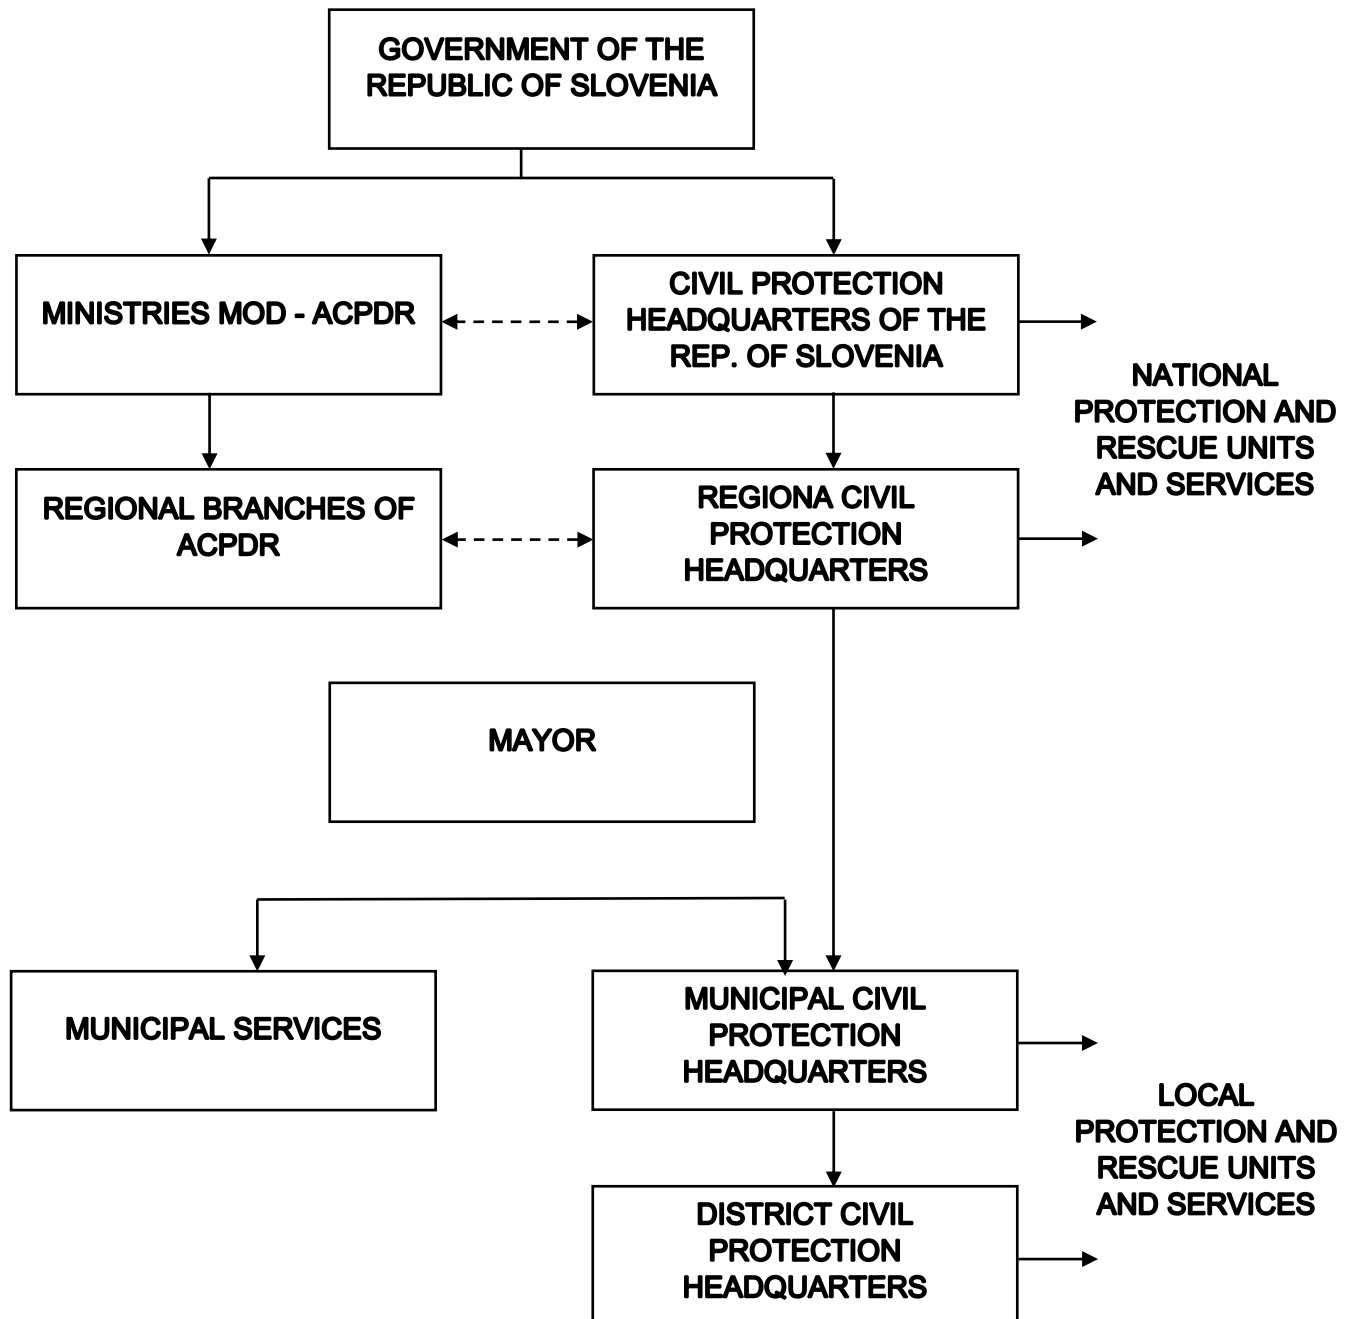 GOVERNMENT OF THE
REPUBLIC OF SLOVENIA
MINISTRIES MOD - ACPDR
CIVIL PROTECTION
HEADQUARTERS OF THE
REP. OF SLOVENIA
NATIONAL
PROTECTION AND
RESCUE UNITS
AND SERVICES
REGIONAL BRANCHES OF
ACPDR
REGIONA CIVIL
PROTECTION
HEADQUARTERS
MAYOR
MUNICIPAL SERVICES
MUNICIPAL CIVIL
PROTECTION
HEADQUARTERS
LOCAL
PROTECTION AND
RESCUE UNITS
AND SERVICES
DISTRICT CIVIL
PROTECTION
HEADQUARTERS